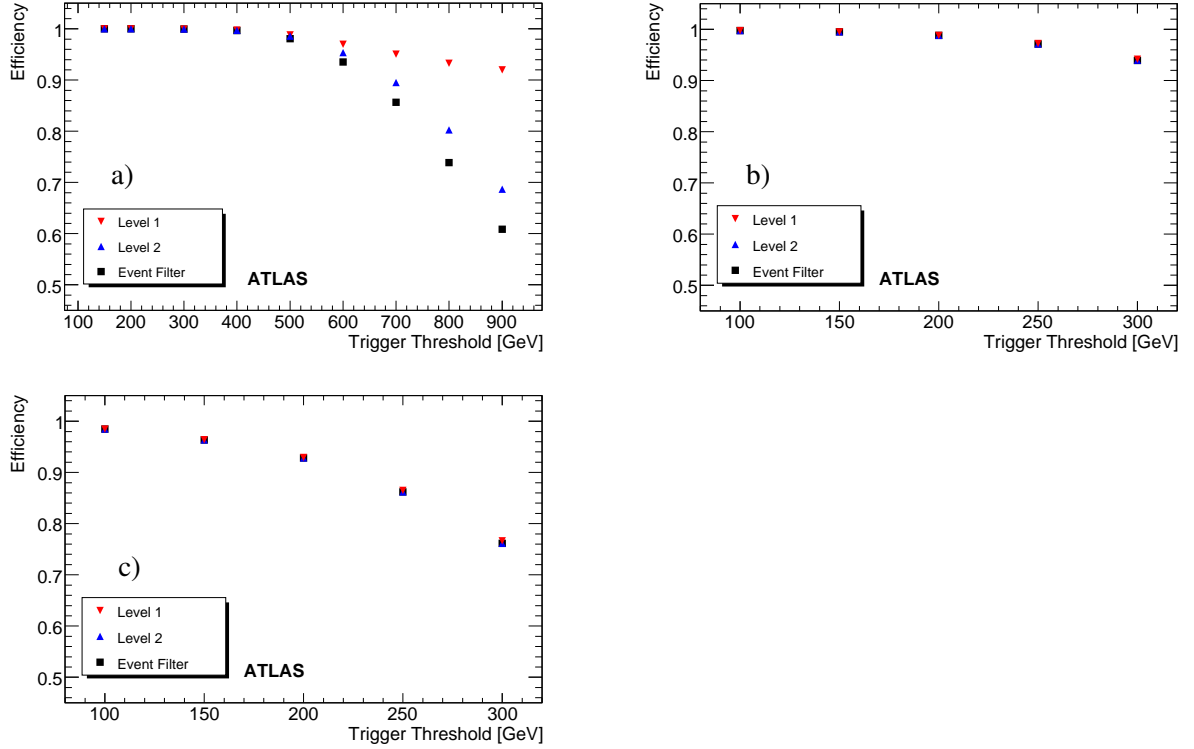 Efficiency
1
0.9
0.8
0.7
0.6
0.5
a)
Level 1
Level 2
Event Filter
ATLAS
100 200 300 400 500 600 700 800 900
Trigger Threshold [GeV]
Efficiency
1
0.9
0.8
0.7
0.6
0.5
b)
Level 1
Level 2
Event Filter
ATLAS
100 150 200 250 300
Trigger Threshold [GeV]
Efficiency
1
0.9
0.8
0.7
0.6
0.5
c)
Level 1
Level 2
Event Filter
ATLAS
100 150 200 250 300
Trigger Threshold [GeV]